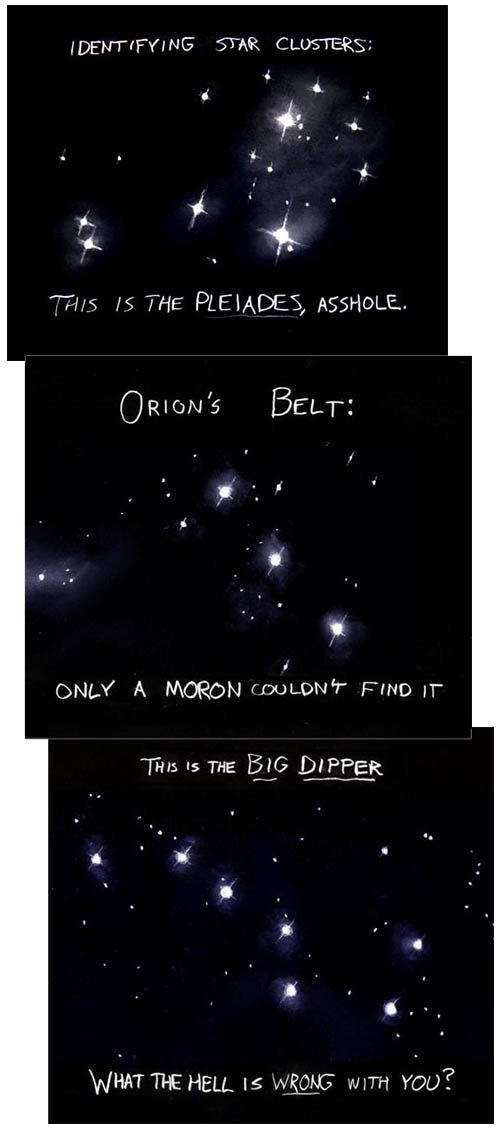 IDENTIFYING STAR CLUSTERS:
THIS IS THE PLEIADES, ASSHOLE.
ORION'S BELT:
ONLY A MORON COULDN'T FIND IT
THIS IS THE BIG DIPPER
WHAT THE HELL IS WRONG WITH YOU?